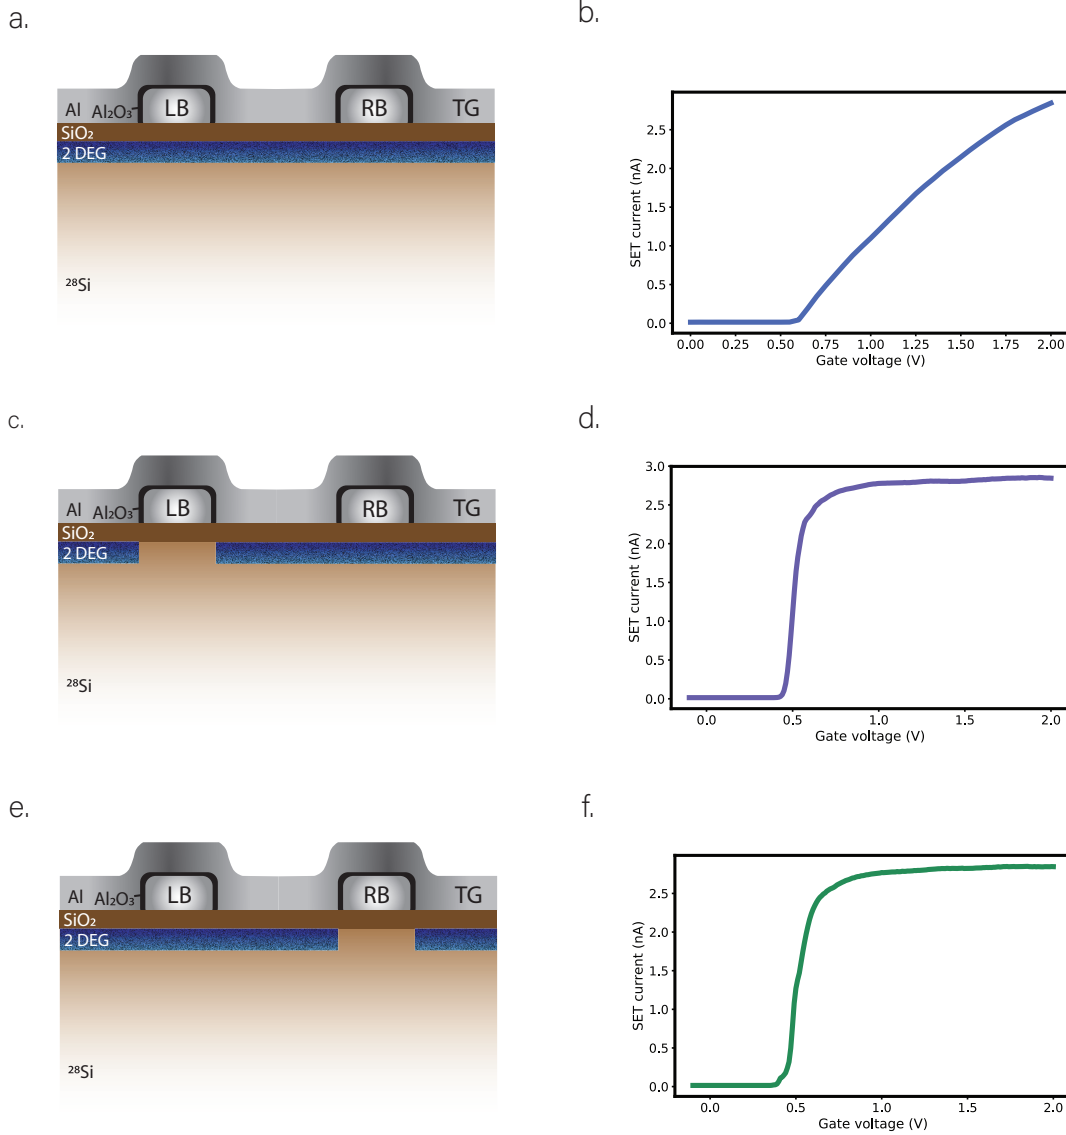 a.
Al Al₂O₃ LB RB TG
SiO₂
2 DEG
²⁸Si
b.
SET current (nA)
2.5
2.0
1.5
1.0
0.5
0.0
0.00 0.25 0.50 0.75 1.00 1.25 1.50 1.75 2.00
Gate voltage (V)
c.
Al Al₂O₃ LB RB TG
SiO₂
2 DEG
²⁸Si
d.
SET current (nA)
3.0
2.5
2.0
1.5
1.0
0.5
0.0
0.0 0.5 1.0 1.5 2.0
Gate voltage (V)
e.
Al Al₂O₃ LB RB TG
SiO₂
2 DEG
²⁸Si
f.
SET current (nA)
2.5
2.0
1.5
1.0
0.5
0.0
0.0 0.5 1.0 1.5 2.0
Gate voltage (V)